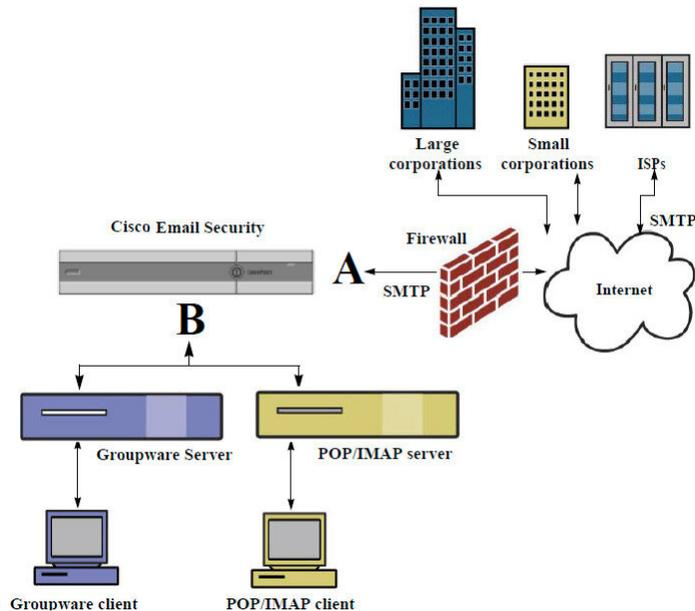 Large
corporations
Small
corporations
ISPs
SMTP
Cisco Email Security
Firewall
A
SMTP
Internet
B
Groupware Server
POP/IMAP server
Groupware client
POP/IMAP client